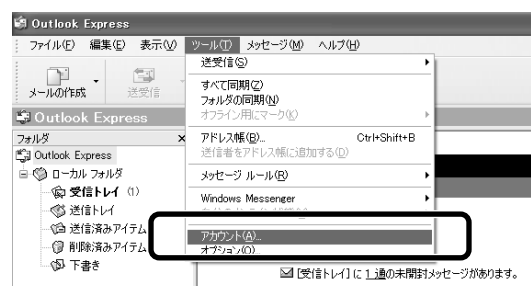 Outlook Express
ファイル(F) 編集(E) 表示(V) ツール(T) メッセージ(M) ヘルプ(H)
メールの作成 送受信
送受信(S)
すべて同期(Z)
フォルダの同期(N)
オフライン用にマーク(K)
アドレス帳(B)... Ctrl+Shift+B
送信者をアドレス帳に追加する(D)
メッセージ ルール(R)
Windows Messenger
アカウント(A)...
オプション(O)...
Outlook Express
フォルダ ×
Outlook Express
ローカル フォルダ
受信トレイ (1)
送信トレイ
送信済みアイテム
削除済みアイテム
下書き
[受信トレイ] に 1 通の未開封メッセージがあります。